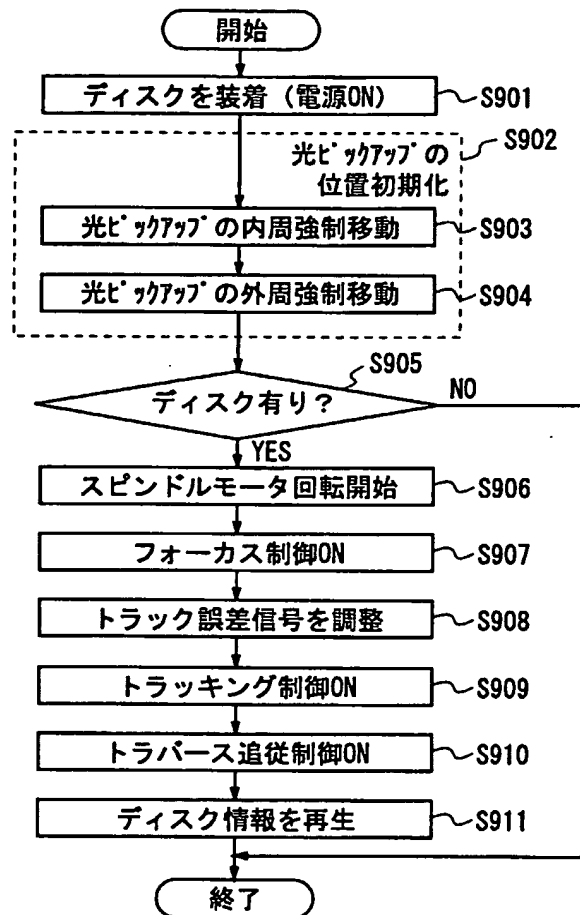 開始
ディスクを装着（電源ON）
S901
S902
光ﾋﾟｯｸｱｯﾌﾟの
位置初期化
光ﾋﾟｯｸｱｯﾌﾟの内周強制移動
S903
光ﾋﾟｯｸｱｯﾌﾟの外周強制移動
S904
S905
ディスク有り？
NO
YES
スピンドルモータ回転開始
S906
フォーカス制御ON
S907
トラック誤差信号を調整
S908
トラッキング制御ON
S909
トラバース追従制御ON
S910
ディスク情報を再生
S911
終了